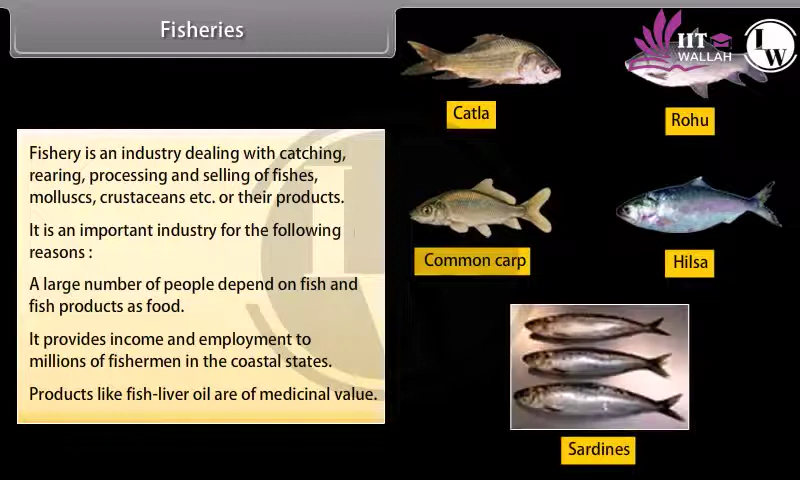 Fisheries
IIT
WALLAH
LW
Catla
Rohu
Fishery is an industry dealing with catching,
rearing, processing and selling of fishes,
molluscs, crustaceans etc. or their products.
It is an important industry for the following
reasons :
A large number of people depend on fish and
fish products as food.
It provides income and employment to
millions of fishermen in the coastal states.
Products like fish-liver oil are of medicinal value.
Common carp
Hilsa
Sardines